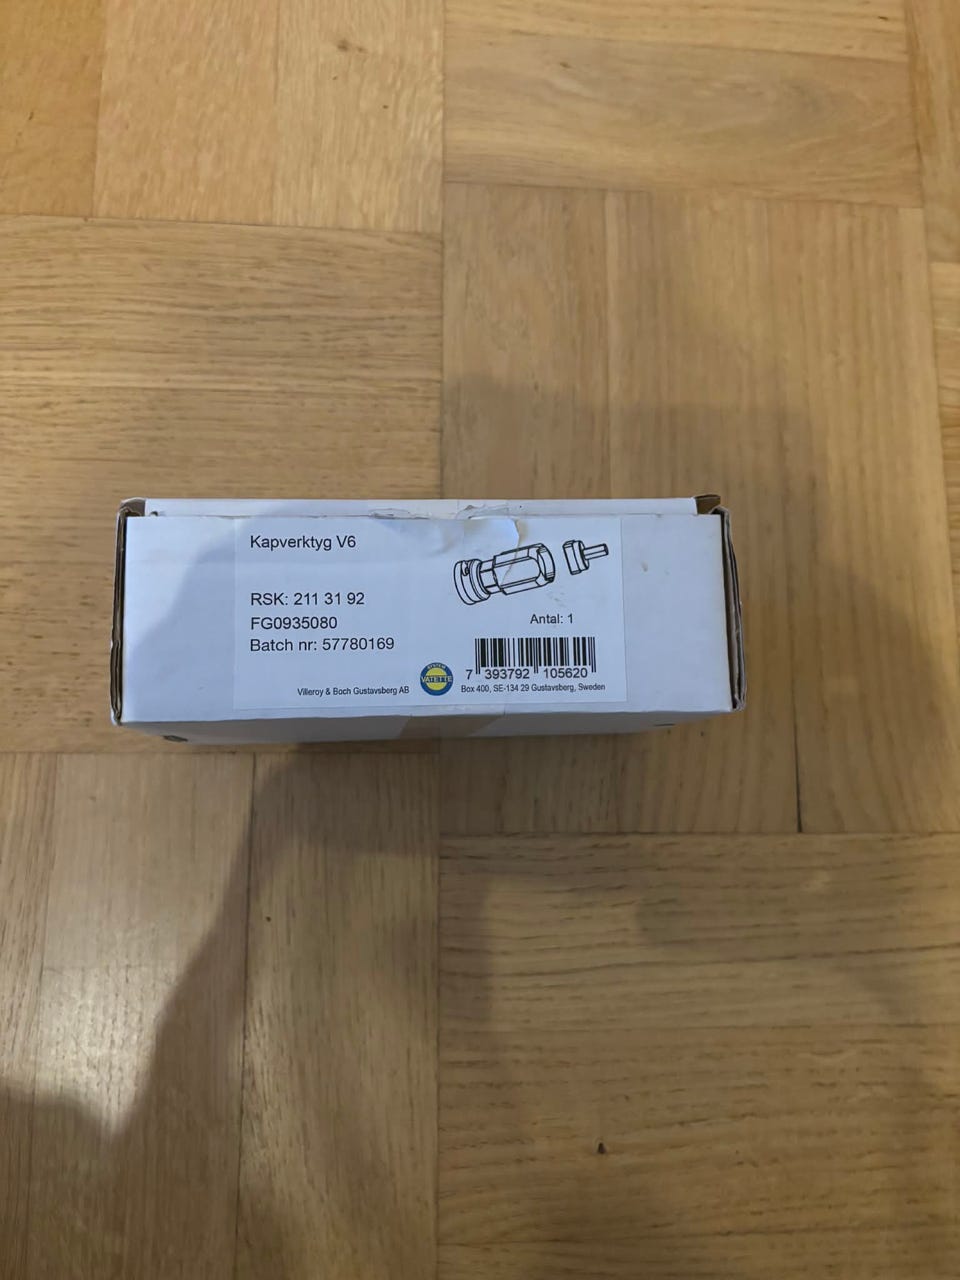 Kapverktyg V6
RSK: 211 31 92
FG0935080
Batch nr: 57780169
Antal: 1
7 393792 105620
Villeroy & Boch Gustavsberg AB
SYSTEM
VATETTE
Box 400, SE-134 29 Gustavsberg, Sweden